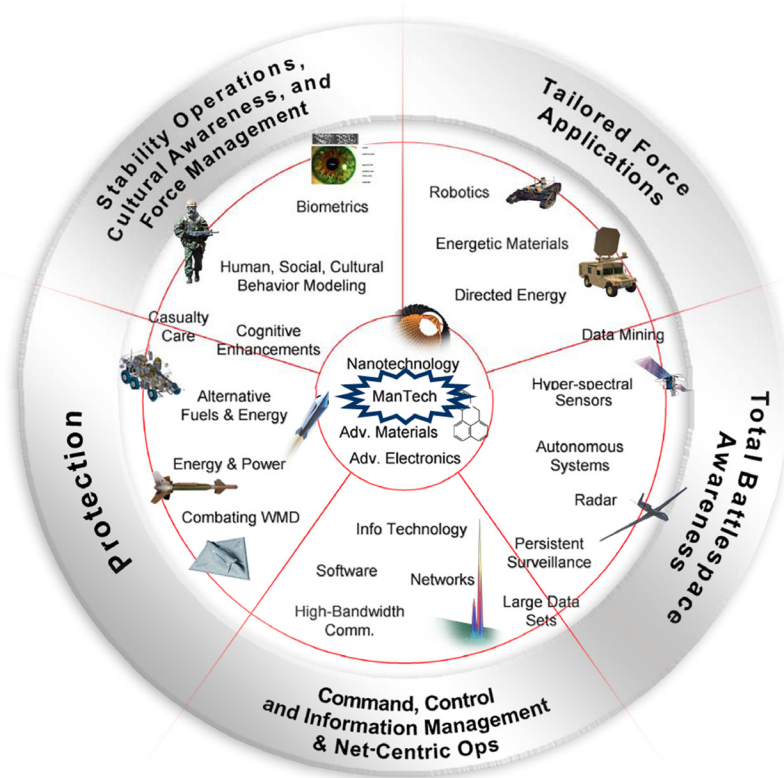 Stability Operations,
Cultural Awareness, and
Force Management
Tailored Force
Applications
Biometrics
Robotics
Energetic Materials
Human, Social, Cultural
Behavior Modeling
Directed Energy
Casualty
Care
Cognitive
Enhancements
Data Mining
Nanotechnology
ManTech
Adv. Materials
Adv. Electronics
Alternative
Fuels & Energy
Hyper-spectral
Sensors
Protection
Total Battlespace
Awareness
Energy & Power
Autonomous
Systems
Combating WMD
Radar
Info Technology
Persistent
Surveillance
Software
Networks
High-Bandwidth
Comm.
Large Data
Sets
Command, Control
and Information Management
& Net-Centric Ops